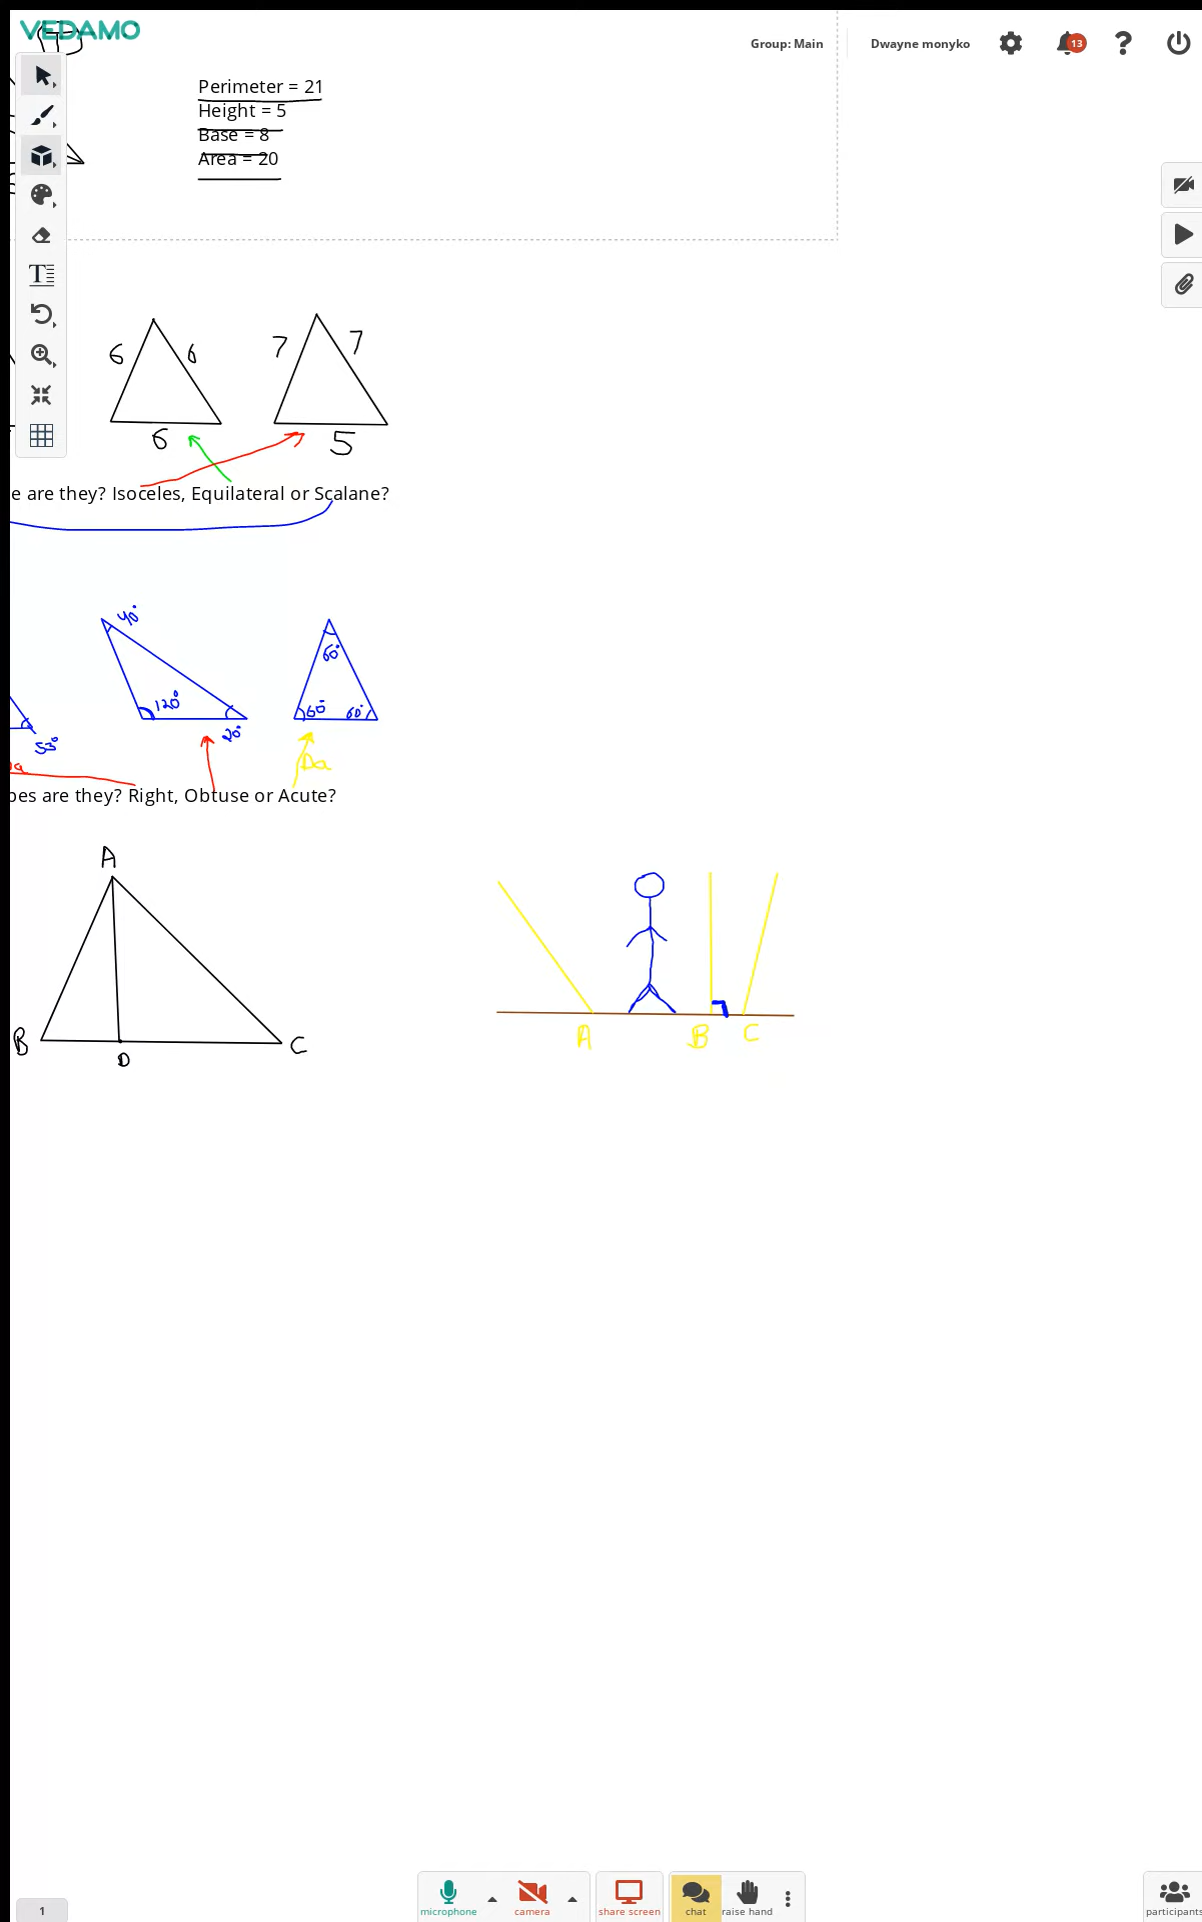 VEDAMO
Group: Main
Dwayne monyko
13
Perimeter = 21
Height = 5
Base = 8
Area = 20
6 6 7 7
6 5
e are they? Isoceles, Equilateral or Scalane?
40°
60°
120°
60° 60°
20°
53°
Da
pes are they? Right, Obtuse or Acute?
A
B
D
C
A B C
1
microphone
camera
share screen
chat
raise hand
participants